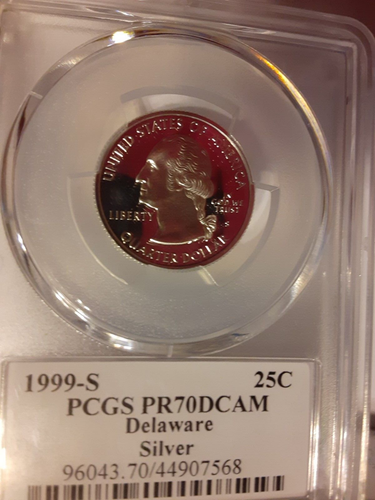 UNITED STATES OF AMERICA
LIBERTY
IN
GOD WE
TRUST
S
QUARTER DOLLAR
1999-S 25C
PCGS PR70DCAM
Delaware
Silver
96043.70/44907568